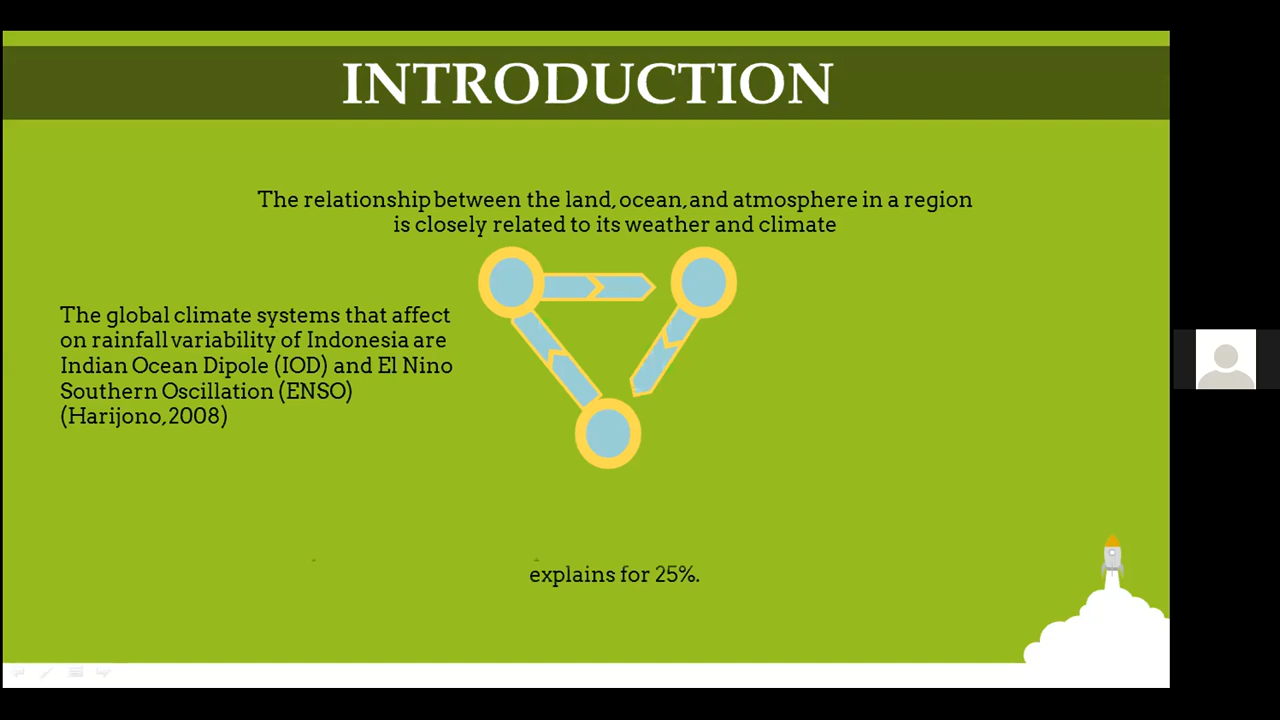 INTRODUCTION
The relationship between the land, ocean, and atmosphere in a region
is closely related to its weather and climate
The global climate systems that affect
on rainfall variability of Indonesia are
Indian Ocean Dipole (IOD) and El Nino
Southern Oscillation (ENSO)
(Harijono,2008)
explains for 25%.